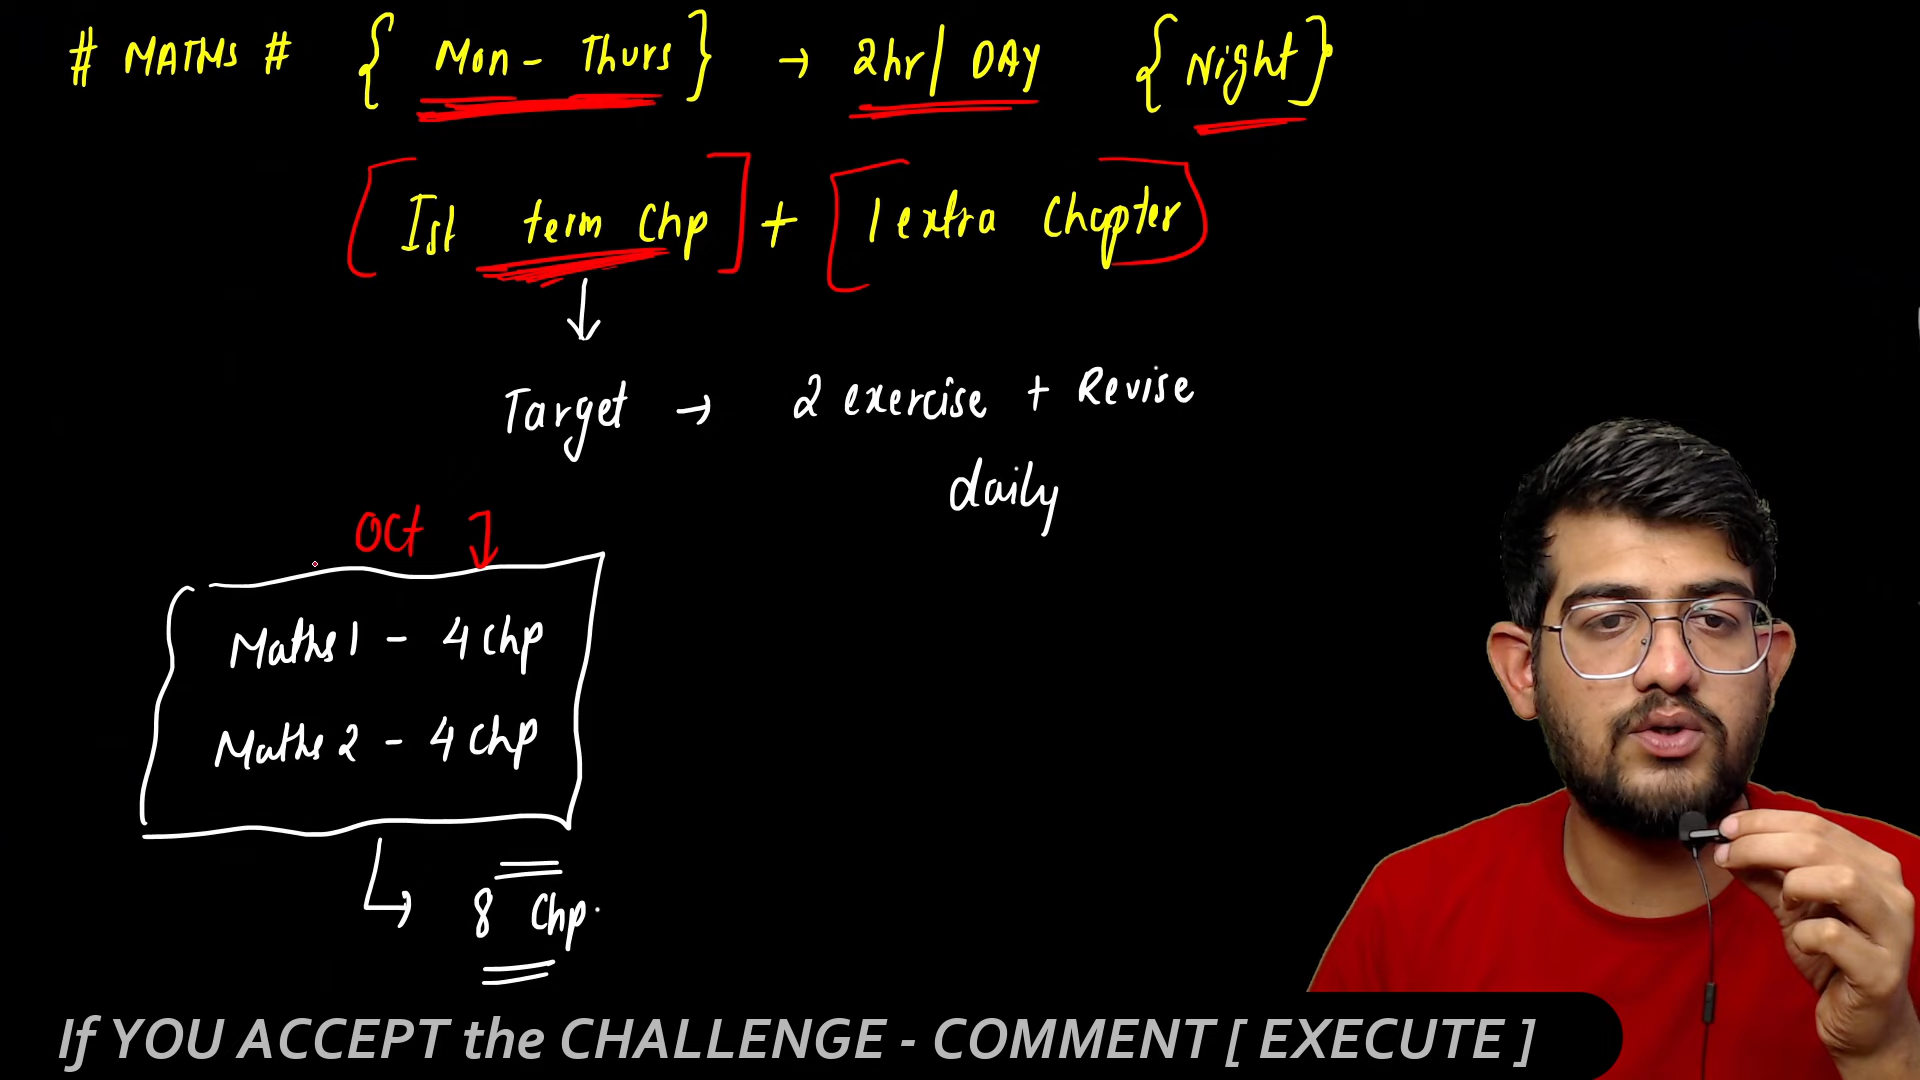 # MATHS # { Mon - Thurs } → 2hr / DAY { Night }
[ Ist term Chp ] + [ 1 extra Chapter ]
Target → 2 exercise + Revise
daily
Oct
Maths 1 - 4 Chp
Maths 2 - 4 Chp
8 Chp.
If YOU ACCEPT the CHALLENGE - COMMENT [ EXECUTE ]